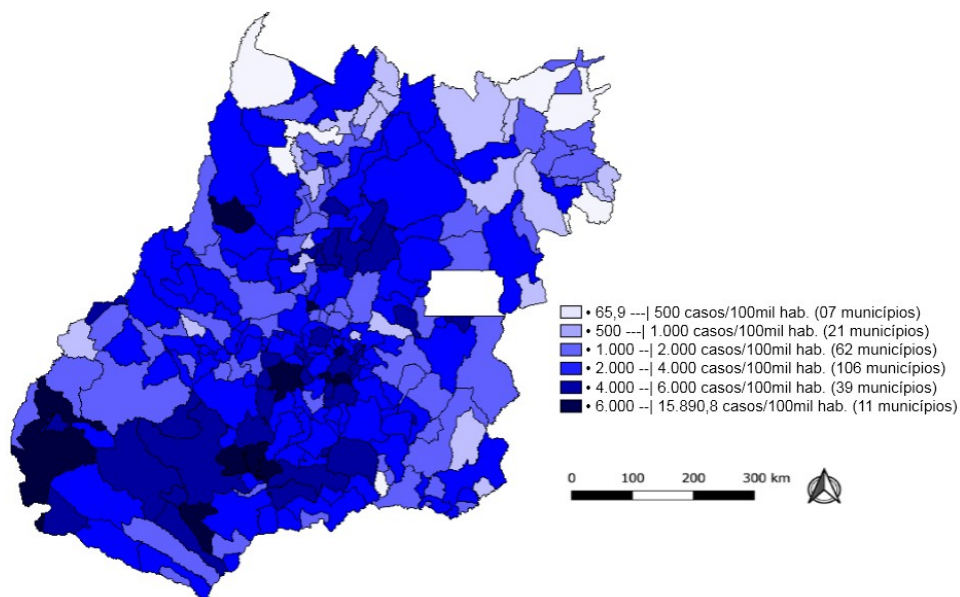 • 65,9 ---| 500 casos/100mil hab. (07 municípios)
• 500 ---| 1.000 casos/100mil hab. (21 municípios)
• 1.000 --| 2.000 casos/100mil hab. (62 municípios)
• 2.000 ---| 4.000 casos/100mil hab. (106 municípios)
• 4.000 ---| 6.000 casos/100mil hab. (39 municípios)
• 6.000 --| 15.890,8 casos/100mil hab. (11 municípios)
0 100 200 300 km